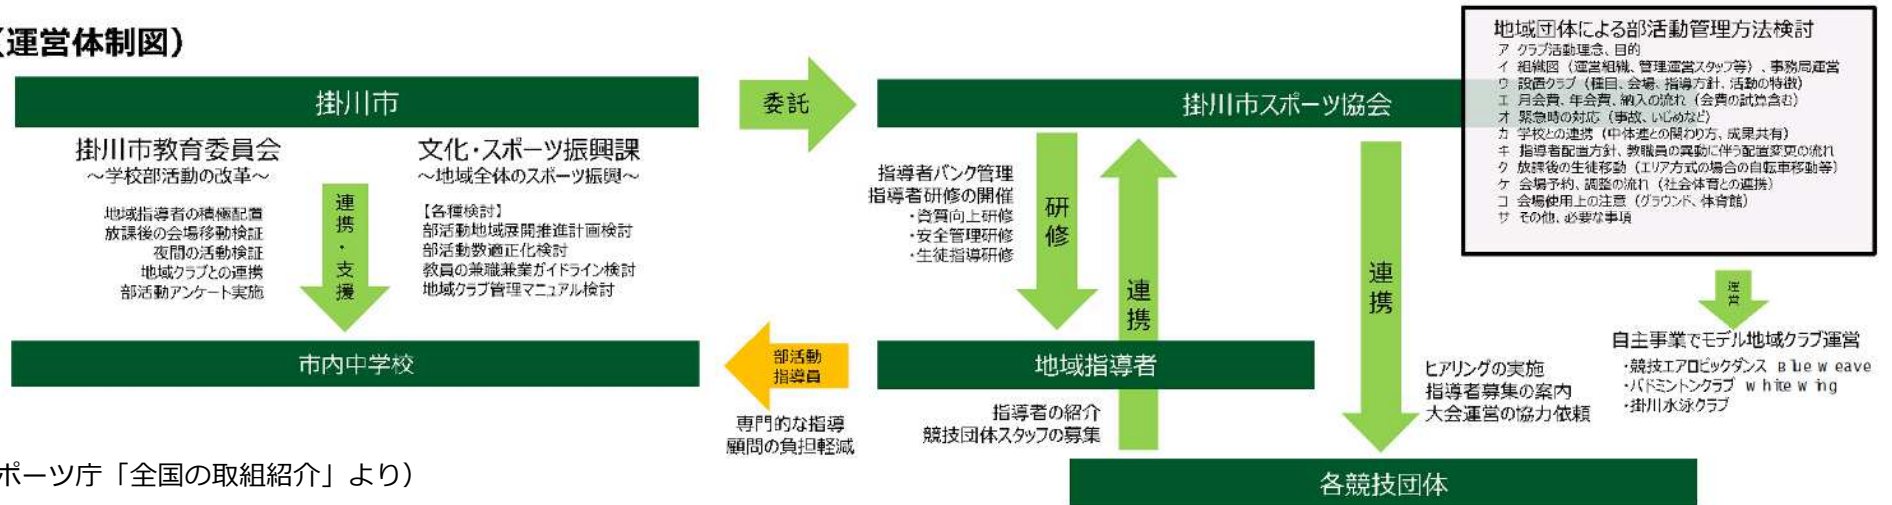 （運営体制図）
掛川市
掛川市教育委員会
～学校部活動の改革～
地域指導者の積極配置
放課後の会場移動検証
夜間の活動検証
地域クラブとの連携
部活動アンケート実施
連携・支援
文化・スポーツ振興課
～地域全体のスポーツ振興～
【各種検討】
部活動地域展開推進計画検討
部活動数適正化検討
教員の兼職兼業ガイドライン検討
地域クラブ管理マニュアル検討
市内中学校
委託
掛川市スポーツ協会
指導者バンク管理
指導者研修の開催
・資質向上研修
・安全管理研修
・生徒指導研修
研修
連携
連携
地域指導者
部活動
指導員
専門的な指導
顧問の負担軽減
指導者の紹介
競技団体スタッフの募集
ヒアリングの実施
指導者募集の案内
大会運営の協力依頼
各競技団体
地域団体による部活動管理方法検討
ア クラブ活動理念、目的
イ 組織図（運営組織、管理運営スタッフ等）、事務局運営
ウ 設置クラブ（種目、会場、指導方針、活動の特徴）
エ 月会費、年会費、納入の流れ（会費の試算含む）
オ 緊急時の対応（事故、いじめなど）
カ 学校との連携（中体連との関わり方、成果共有）
キ 指導者配置方針、教職員の異動に伴う配置変更の流れ
ク 放課後の生徒移動（エリア方式の場合の自転車移動等）
ケ 会場予約、調整の流れ（社会体育との連携）
コ 会場使用上の注意（グラウンド、体育館）
サ その他、必要な事項
運営
自主事業でモデル地域クラブ運営
・競技エアロビックダンス Blue weave
・バドミントンクラブ white wing
・掛川水泳クラブ
ポーツ庁「全国の取組紹介」より）